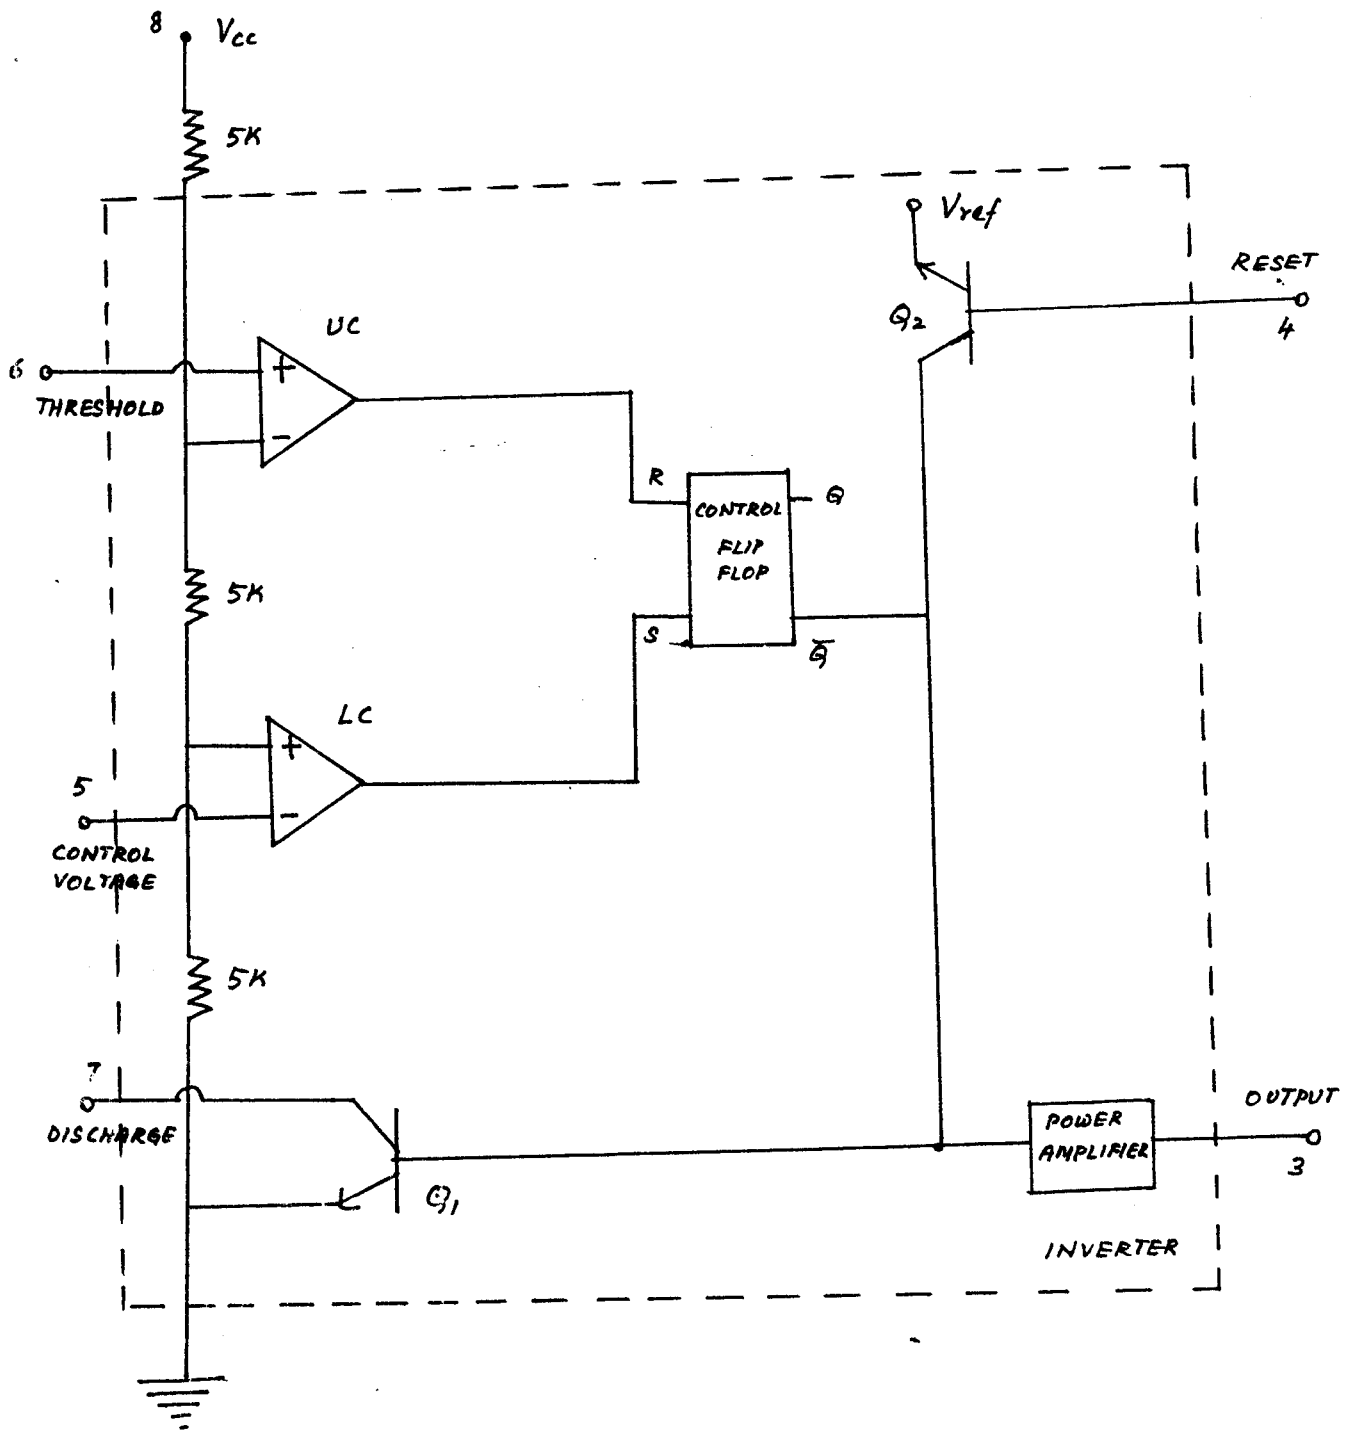 8 Vcc
5K
Vref
RESET
4
Q2
UC
6
+
THRESHOLD
-
R
Q
CONTROL
FLIP
FLOP
5K
S
Q̄
LC
+
5
-
CONTROL
VOLTAGE
5K
7
DISCHARGE
OUTPUT
POWER
AMPLIFIER
3
Q1
INVERTER